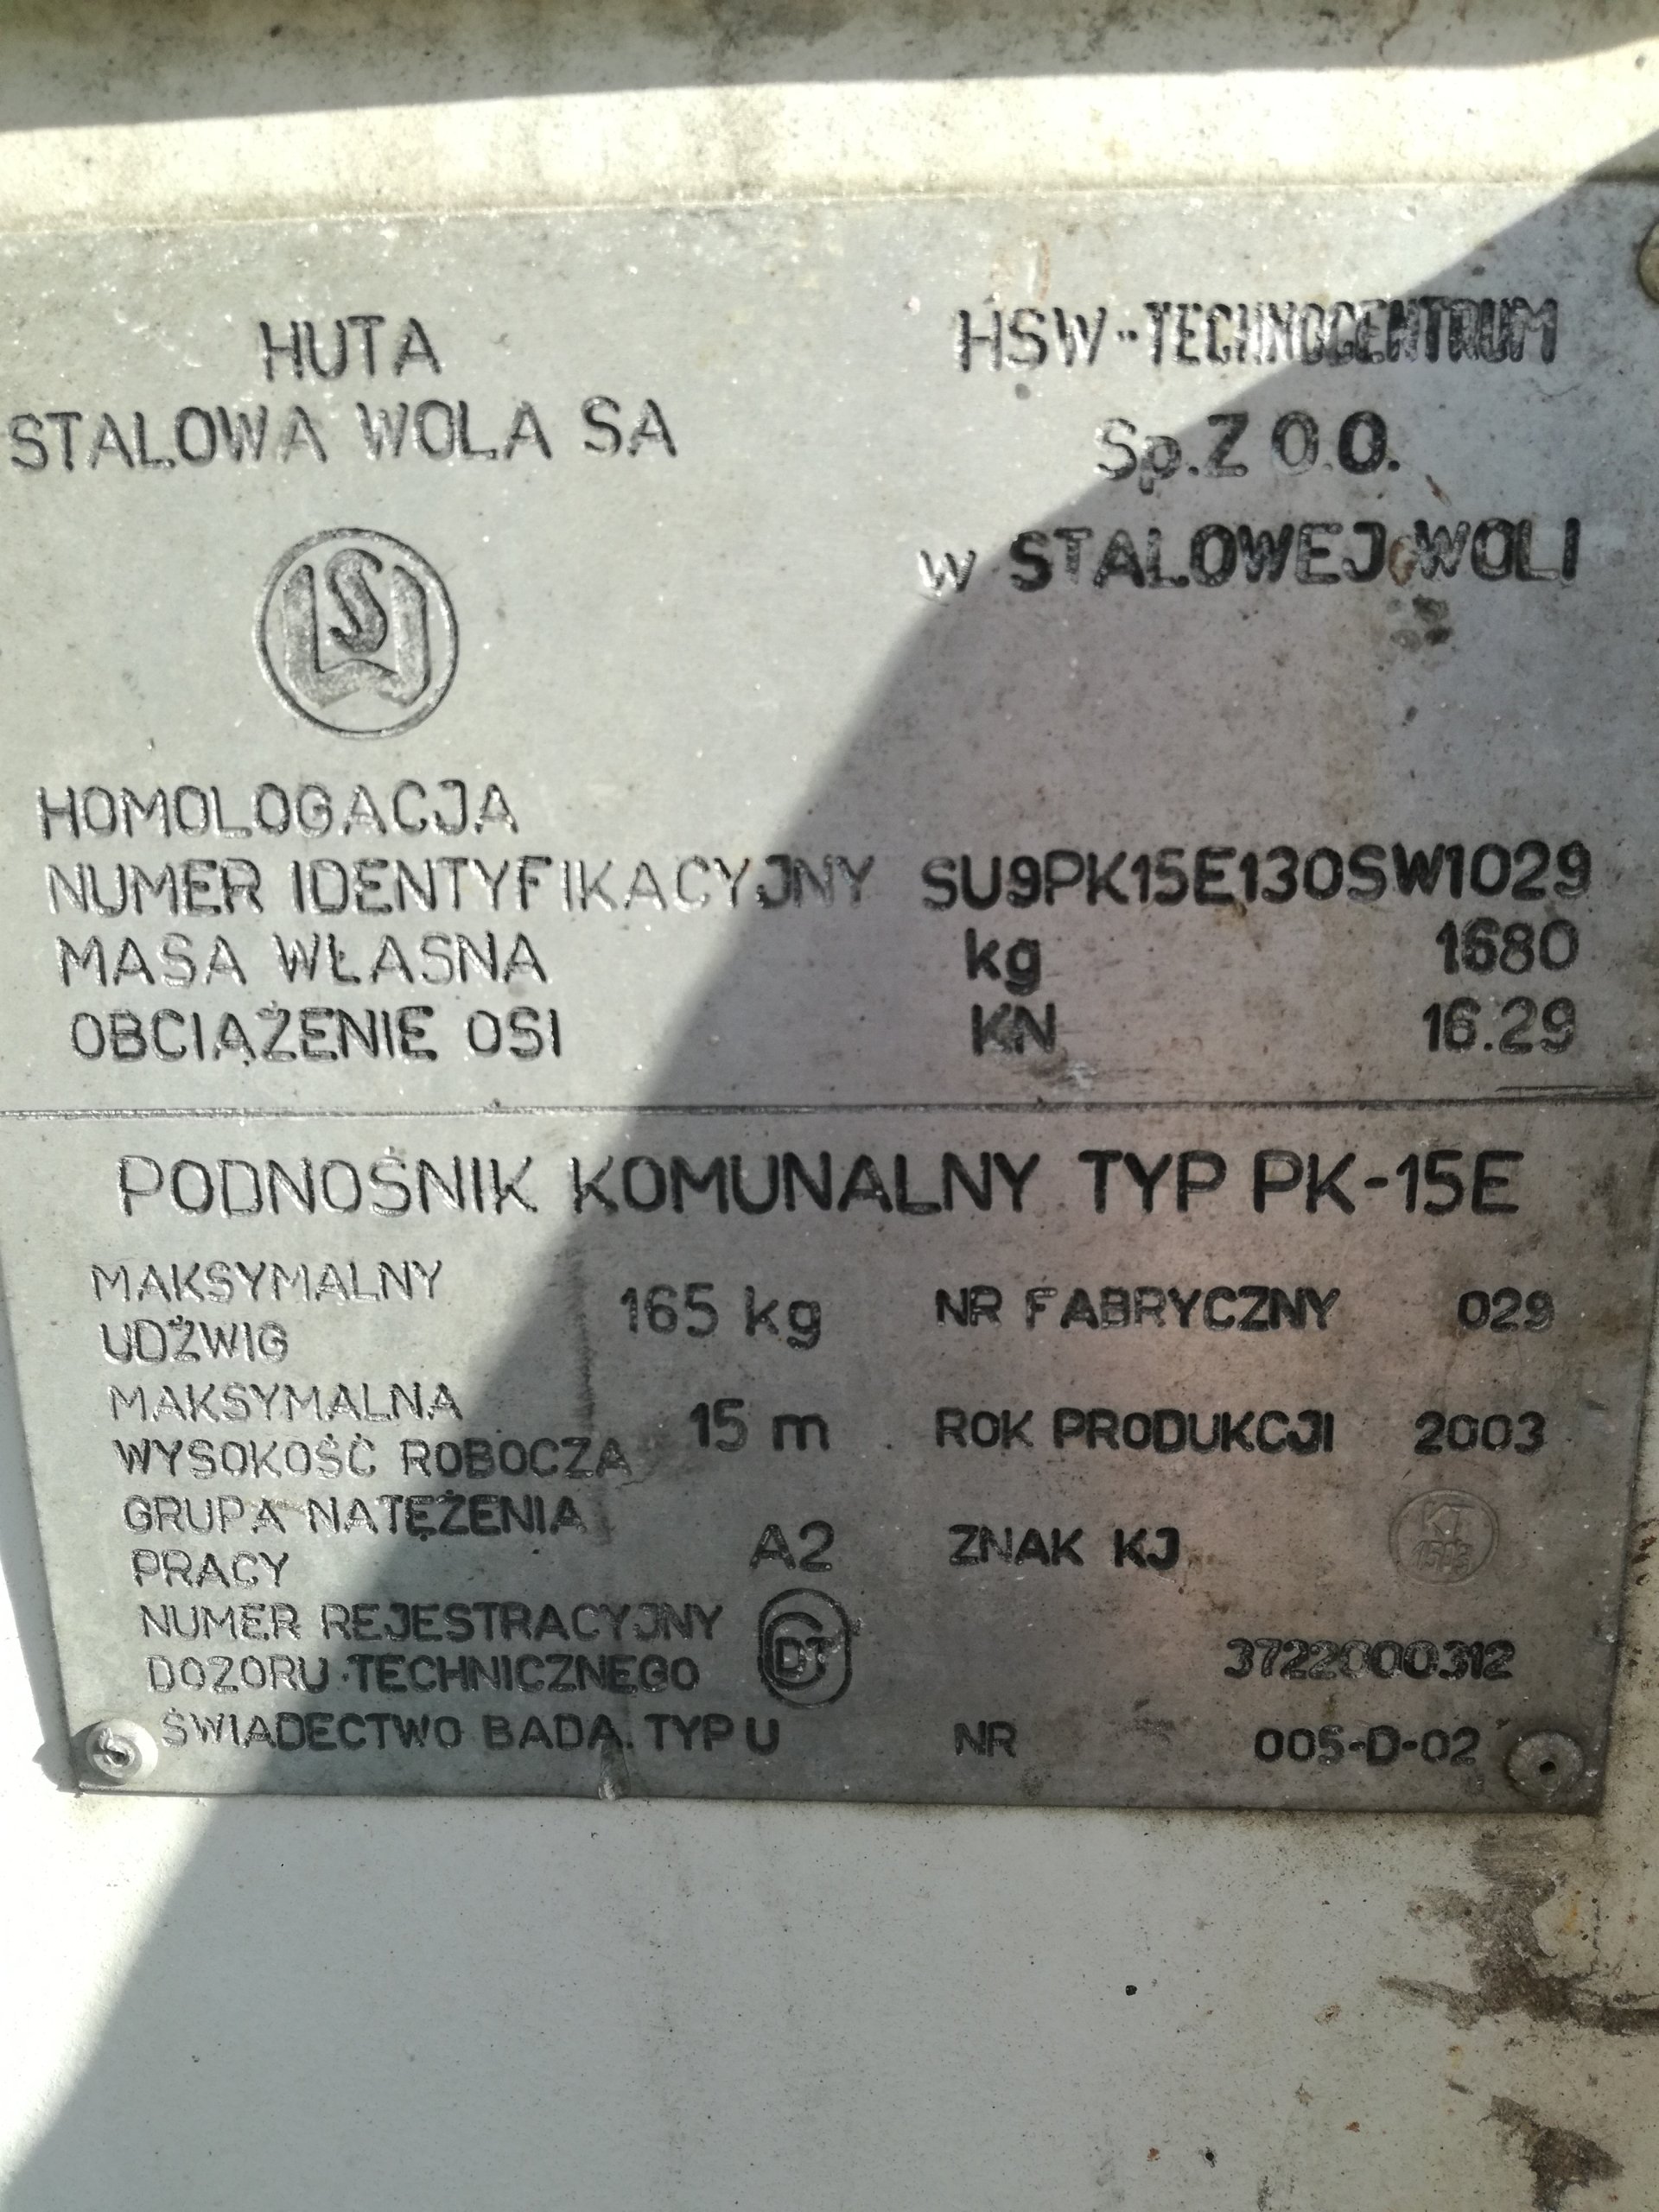 HUTA
STALOWA WOLA SA
HSW-TECHNOCENTRUM
Sp.Z O.O.
W STALOWEJ WOLI
HSW
HOMOLOGACJA
NUMER IDENTYFIKACYJNY SU9PK15E130SW1029
MASA WŁASNA kg 1680
OBCIĄŻENIE OSI KN 16.29
PODNOŚNIK KOMUNALNY TYP PK-15E
MAKSYMALNY
UDŹWIG 165 kg NR FABRYCZNY 029
MAKSYMALNA
WYSOKOŚĆ ROBOCZA 15 m ROK PRODUKCJI 2003
GRUPA NATĘŻENIA
PRACY A2 ZNAK KJ KT
NUMER REJESTRACYJNY
DOZORU TECHNICZNEGO DT 3722000312
ŚWIADECTWO BADA. TYPU NR 005-D-02